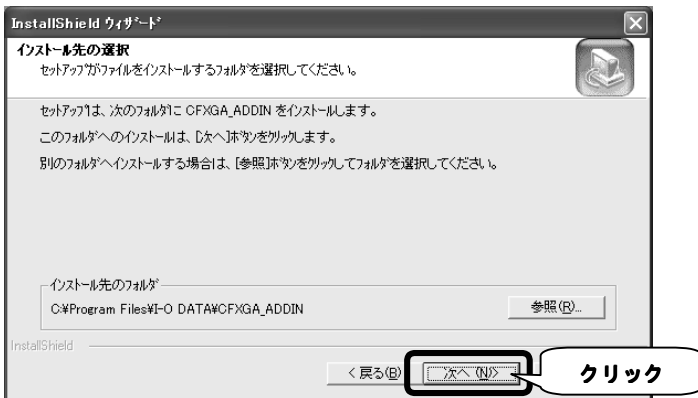 InstallShield ウィザード
インストール先の選択
セットアップがファイルをインストールするフォルダを選択してください。
セットアップは、次のフォルダに CFXGA_ADDIN をインストールします。
このフォルダへのインストールは、[次へ]ボタンをクリックします。
別のフォルダへインストールする場合は、[参照]ボタンをクリックしてフォルダを選択してください。
インストール先のフォルダ
C:¥Program Files¥I-O DATA¥CFXGA_ADDIN
参照(R)...
InstallShield
< 戻る(B)
次へ (N)>
クリック